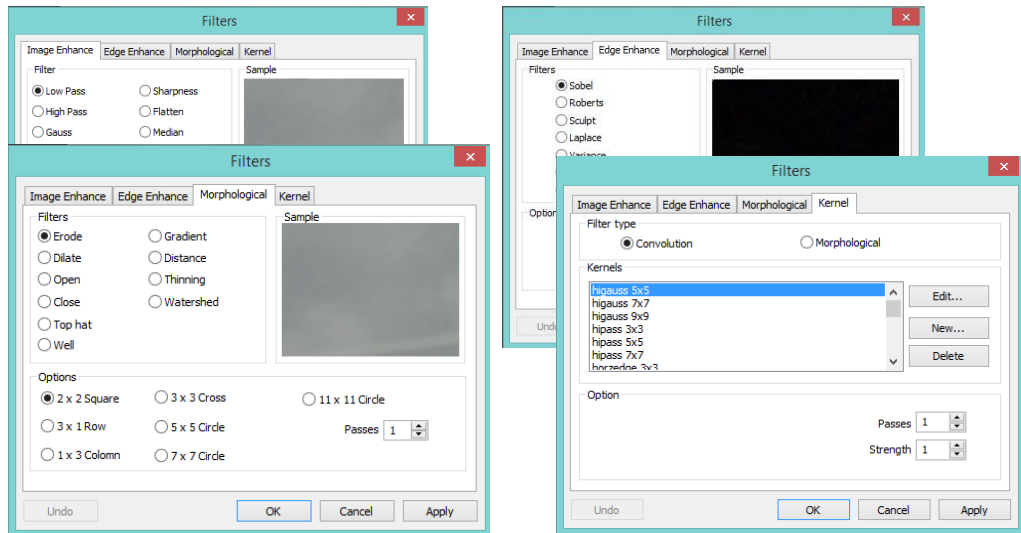 Filters
Image Enhance Edge Enhance Morphological Kernel
Filter Sample
Low Pass Sharpness
High Pass Flatten
Gauss Median
Filters
Image Enhance Edge Enhance Morphological Kernel
Filters Sample
Sobel
Roberts
Sculpt
Laplace
Variance
Option
Und
Filters
Image Enhance Edge Enhance Morphological Kernel
Filters Sample
Erode Gradient
Dilate Distance
Open Thinning
Close Watershed
Top hat
Well
Options
2 x 2 Square 3 x 3 Cross 11 x 11 Circle
3 x 1 Row 5 x 5 Circle Passes 1
1 x 3 Colomn 7 x 7 Circle
Undo OK Cancel Apply
Filters
Image Enhance Edge Enhance Morphological Kernel
Filter type
Convolution Morphological
Kernels
higauss 5x5 Edit...
higauss 7x7
higauss 9x9
hipass 3x3 New...
hipass 5x5
hipass 7x7 Delete
horzedge 3x3
Option
Passes 1
Strength 1
Undo OK Cancel Apply